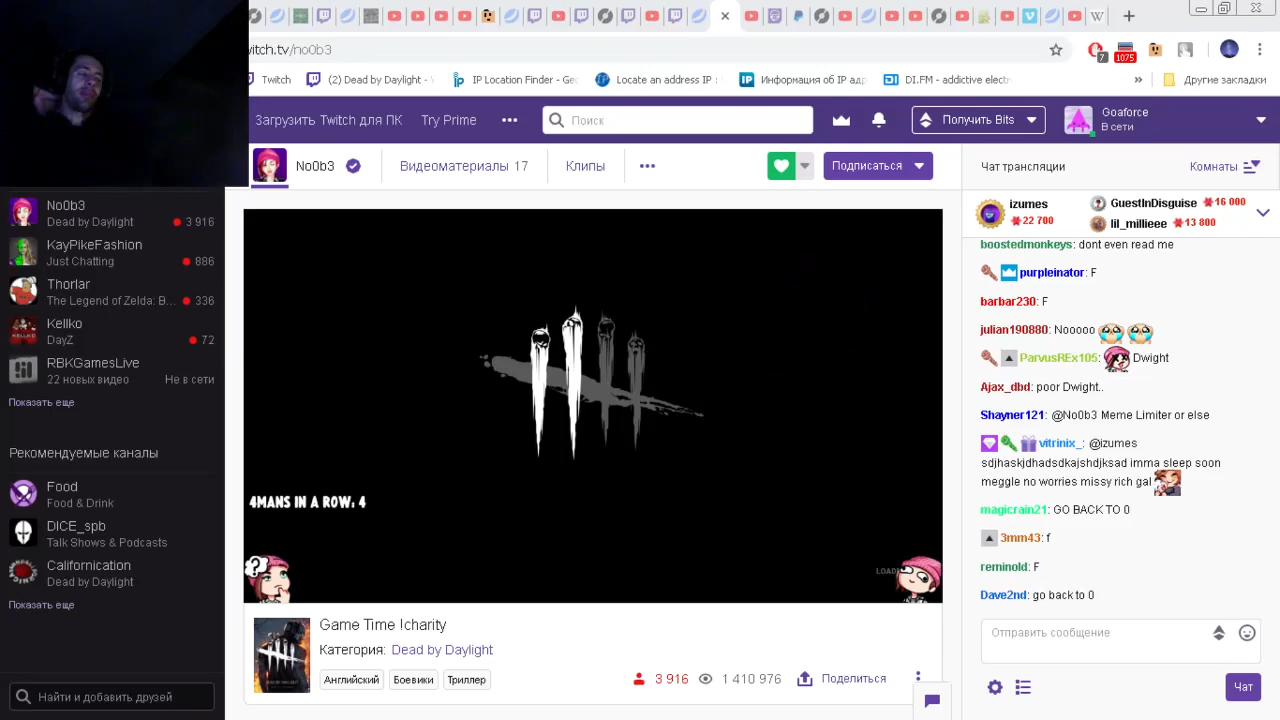 7
1075
vitch.tv/no0b3
Twitch
(2) Dead by Daylight -
IP Location Finder - Geo
Locate an address IP :
IP
Информация об IP адр
DI.FM - addictive electr
»
Другие закладки
Загрузить Twitch для ПК
Try Prime
Поиск
Получить Bits
Goaforce
В сети
No0b3
Видеоматериалы 17
Клипы
Подписаться
Чат трансляции
Комнаты
No0b3
Dead by Daylight
3 916
KayPikeFashion
Just Chatting
886
Thorlar
The Legend of Zelda: B...
336
Kellko
DayZ
72
RBKGamesLive
22 новых видео
Не в сети
Показать еще
Рекомендуемые каналы
Food
Food & Drink
DICE_spb
Talk Shows & Podcasts
Californication
Dead by Daylight
Показать еще
Найти и добавить друзей
4MANS IN A ROW: 4
Game Time !charity
Категория: Dead by Daylight
Английский
Боевики
Триллер
3 916
1 410 976
Поделиться
izumes
22 700
GuestInDisguise 16 000
lil_millieee 13 800
boostedmonkeys: dont even read me
purpleinator: F
barbar230: F
julian190880: Nooooo
ParvusREx105: Dwight
Ajax_dbd: poor Dwight..
Shayner121: @No0b3 Meme Limiter or else
vitrinix_: @izumes
sdjhaskjdhadsdkajshdjksad imma sleep soon
meggle no worries missy rich gal
magicrain21: GO BACK TO 0
3mm43: f
reminold: F
Dave2nd: go back to 0
Отправить сообщение
Чат